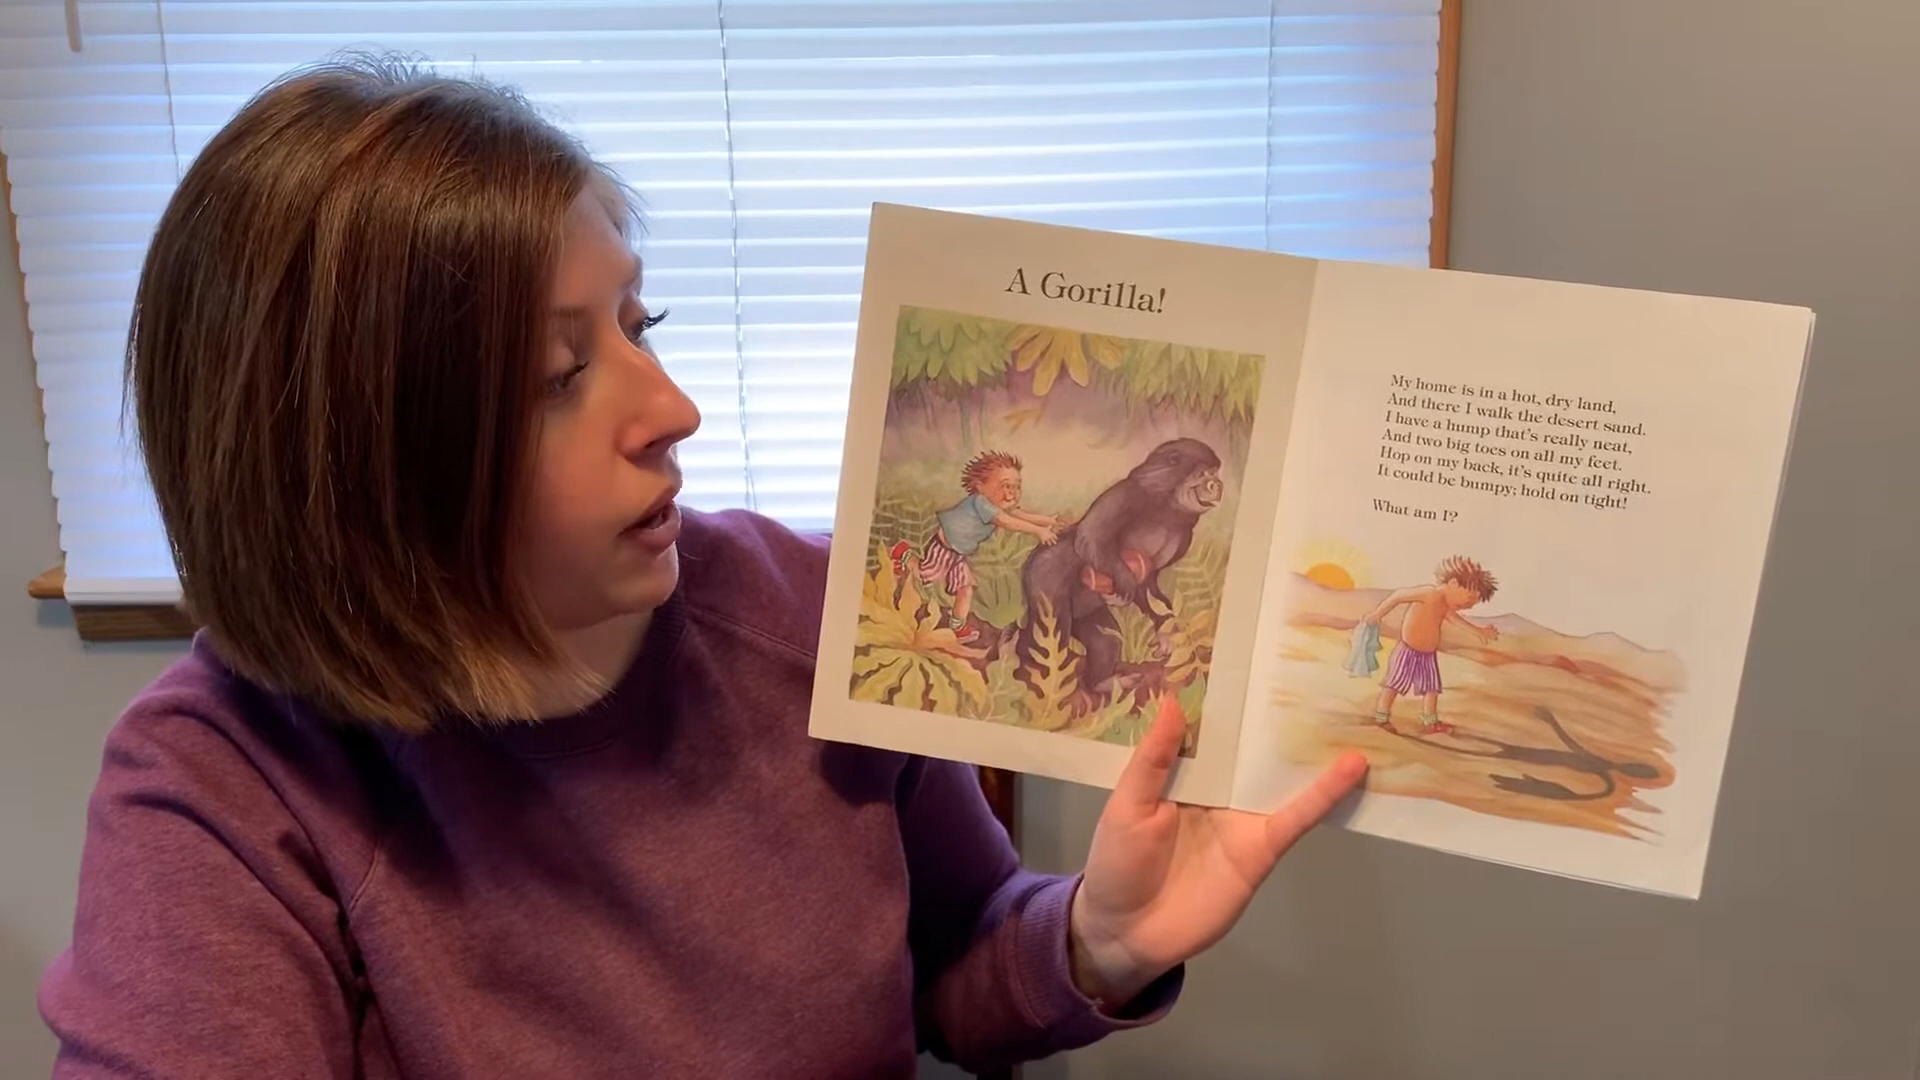 A Gorilla!
My home is in a hot, dry land,
And there I walk the desert sand.
I have a hump that's really neat,
And two big toes on all my feet.
Hop on my back, it's quite all right.
It could be bumpy; hold on tight!
What am I?